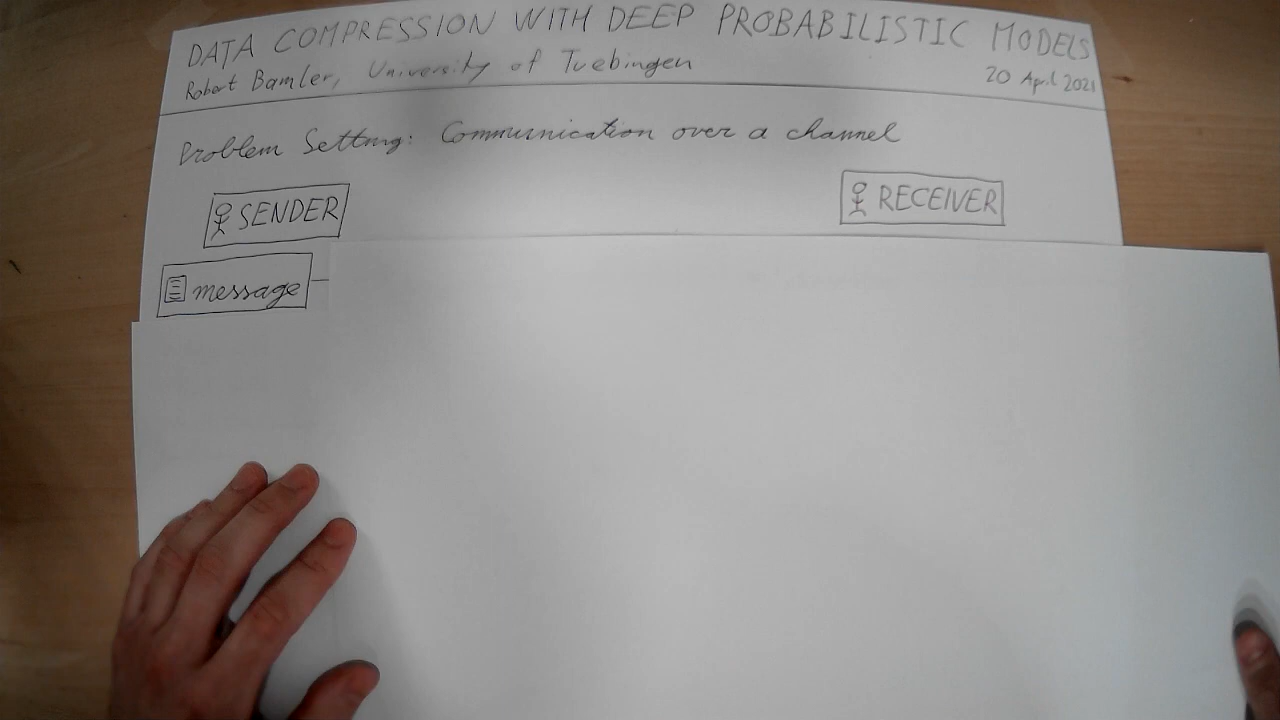 DATA COMPRESSION WITH DEEP PROBABILISTIC MODELS
Robert Bamler, University of Tuebingen
20 April 2021
Problem Setting: Communication over a channel
SENDER
RECEIVER
message